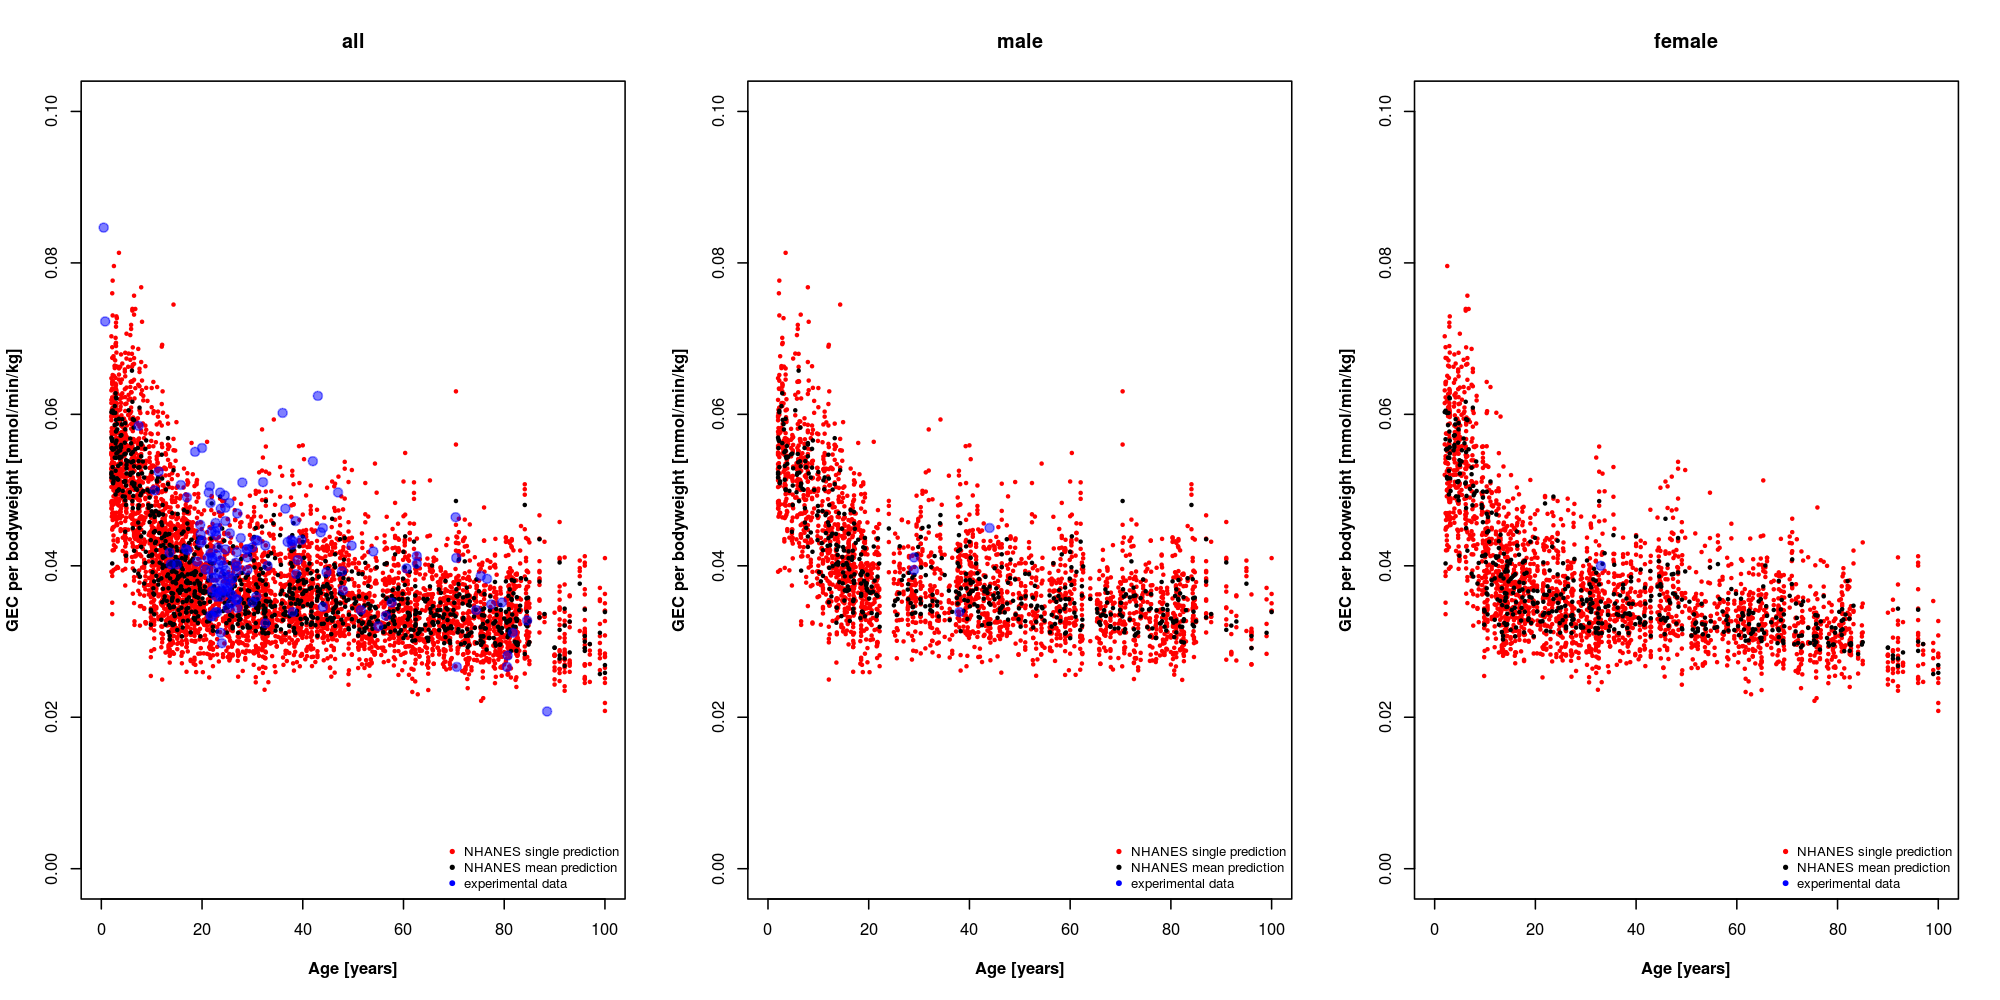 all
GEC per bodyweight [mmol/min/kg]
0.10
0.08
0.06
0.04
0.02
0.00
NHANES single prediction
NHANES mean prediction
experimental data
0 20 40 60 80 100
Age [years]
male
GEC per bodyweight [mmol/min/kg]
0.10
0.08
0.06
0.04
0.02
0.00
NHANES single prediction
NHANES mean prediction
experimental data
0 20 40 60 80 100
Age [years]
female
GEC per bodyweight [mmol/min/kg]
0.10
0.08
0.06
0.04
0.02
0.00
NHANES single prediction
NHANES mean prediction
experimental data
0 20 40 60 80 100
Age [years]